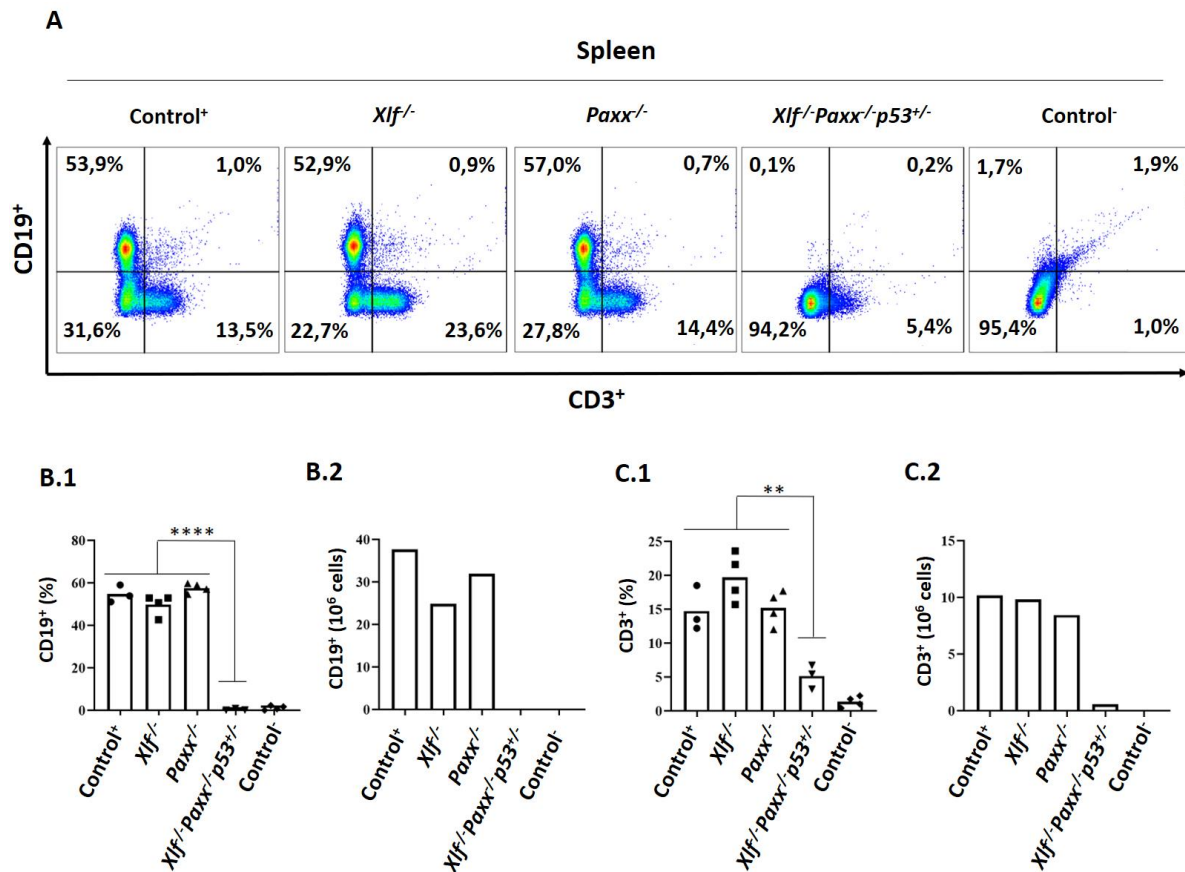 A
Spleen
Control⁺ Xlf⁻/⁻ Paxx⁻/⁻ Xlf⁻/⁻Paxx⁻/⁻p53⁺/⁻ Control⁻
53,9% 1,0% 52,9% 0,9% 57,0% 0,7% 0,1% 0,2% 1,7% 1,9%
CD19⁺
31,6% 13,5% 22,7% 23,6% 27,8% 14,4% 94,2% 5,4% 95,4% 1,0%
CD3⁺
B.1
****
CD19⁺ (%)
80
60
40
20
0
Control⁺
Xlf⁻/⁻
Paxx⁻/⁻
Xlf⁻/⁻Paxx⁻/⁻p53⁺/⁻
Control⁻
B.2
CD19⁺ (10⁶ cells)
40
30
20
10
0
Control⁺
Xlf⁻/⁻
Paxx⁻/⁻
Xlf⁻/⁻Paxx⁻/⁻p53⁺/⁻
Control⁻
C.1
**
CD3⁺ (%)
25
20
15
10
5
0
Control⁺
Xlf⁻/⁻
Paxx⁻/⁻
Xlf⁻/⁻Paxx⁻/⁻p53⁺/⁻
Control⁻
C.2
CD3⁺ (10⁶ cells)
15
10
5
0
Control⁺
Xlf⁻/⁻
Paxx⁻/⁻
Xlf⁻/⁻Paxx⁻/⁻p53⁺/⁻
Control⁻